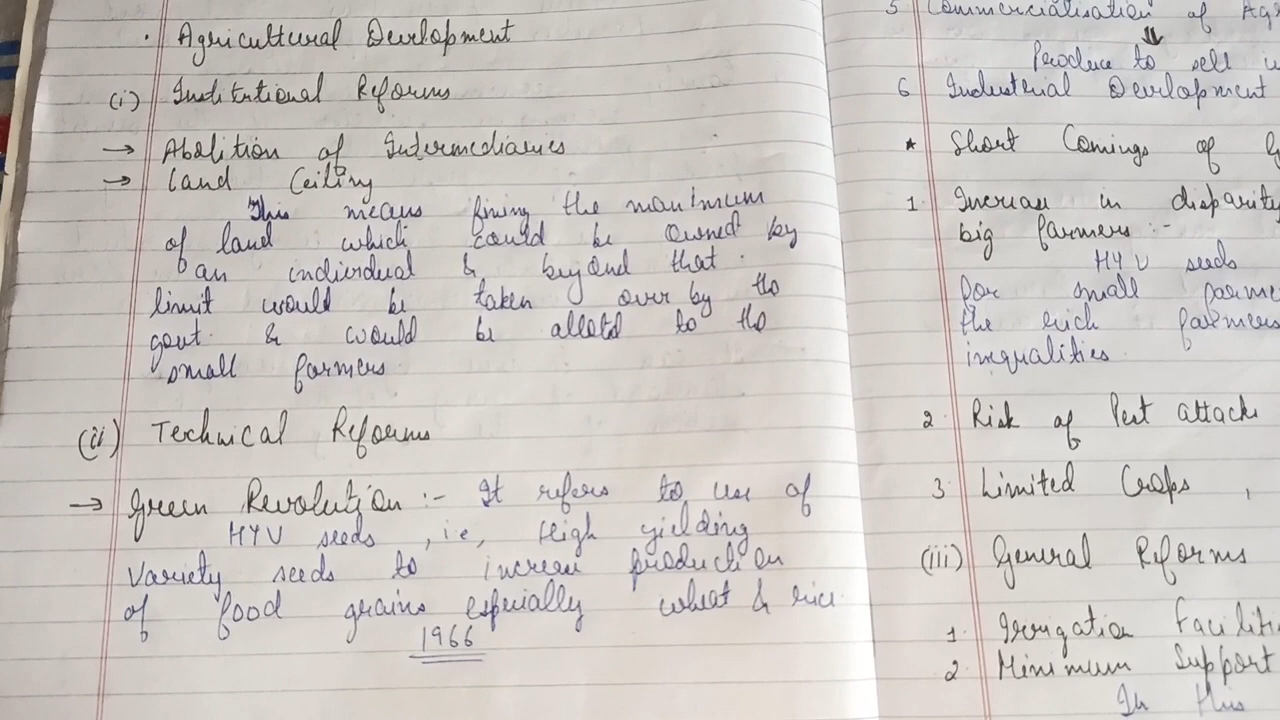 · Agricultural Development
(i) Institutional Reforms
→ Abolition of Intermediaries
→ Land Ceiling
This means fixing the maximum
of land which could be owned by
an individual & beyond that
limit would be taken over by the
govt. & would be alloted to the
small farmers
(ii) Technical Reforms
→ Green Revolution :- It refers to use of
HYV seeds, i.e, High yielding
Variety seeds to increase production
of food grains especially wheat & rice
1966
5 Commercialisation of
Produce to sell
6 Industrial Development
* Short Comings of
1 Increase in disparity
big farmers :-
HYV seeds
for small
the rich farmers
inequalities
2 Risk of Pest attack
3 Limited Crops,
(iii) General Reforms
1. Irrigation
2. Minimum Support
In this